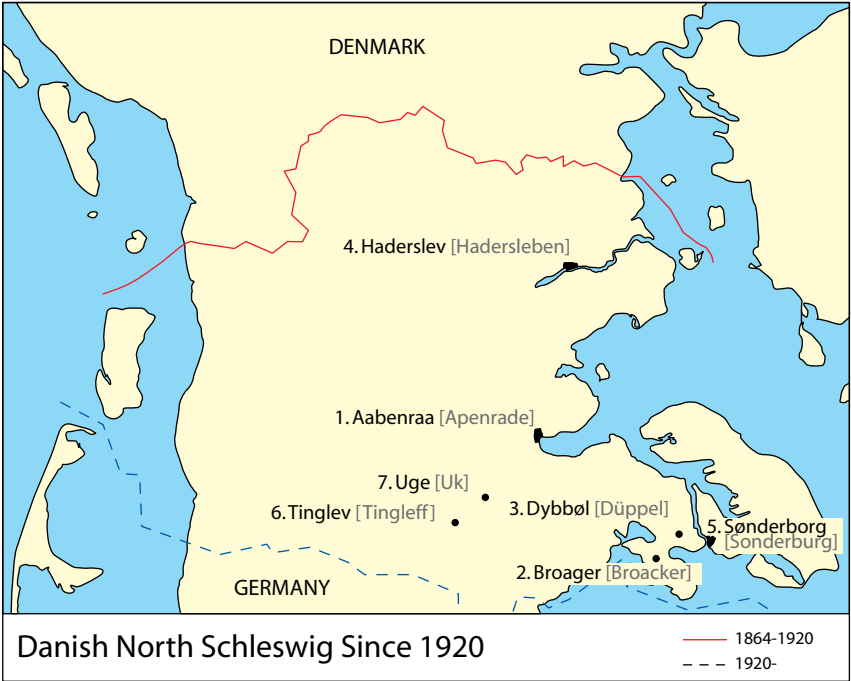 DENMARK
4. Haderslev [Hadersleben]
1. Aabenraa [Apenrade]
7. Uge [Uk]
6. Tinglev [Tingleff]
3. Dybbøl [Düppel]
5. Sønderborg
[Sonderburg]
2. Broager [Broacker]
GERMANY
Danish North Schleswig Since 1920
1864-1920
1920-